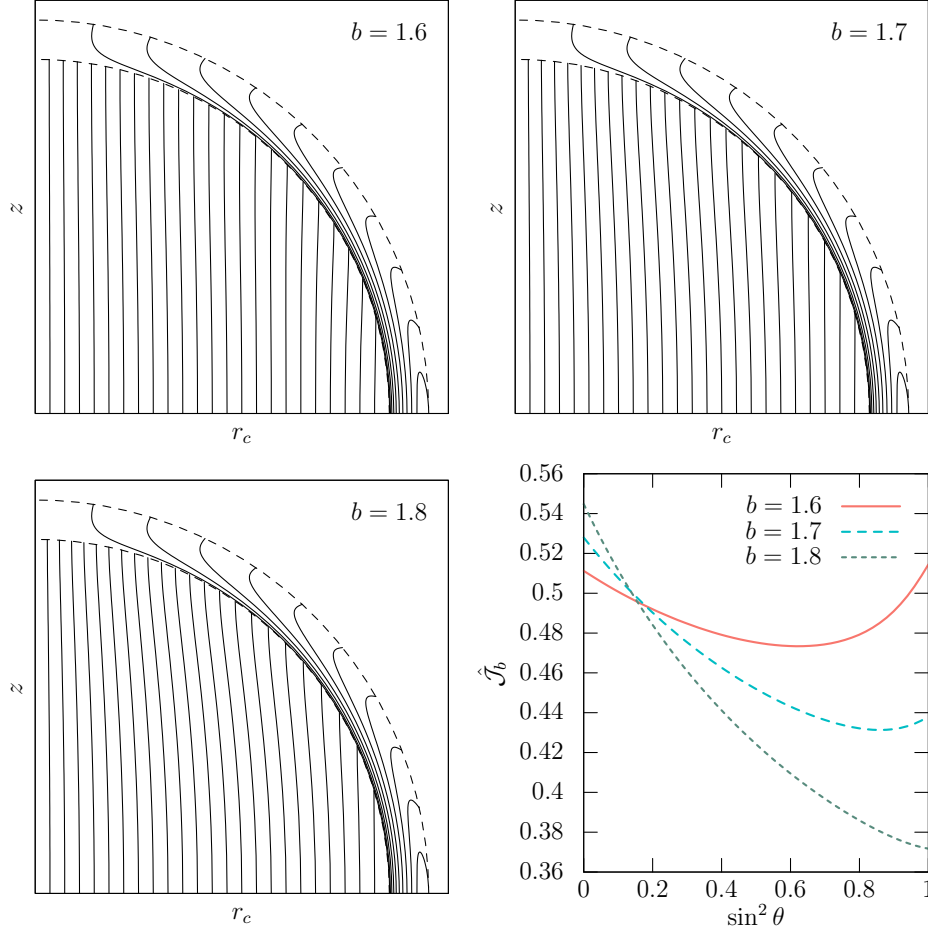 b = 1.6
z
r_c
b = 1.7
z
r_c
b = 1.8
z
r_c
0.56
0.54
0.52
0.5
0.48
0.46
0.44
0.42
0.4
0.38
0.36
𝒥̂_b
b = 1.6
b = 1.7
b = 1.8
0 0.2 0.4 0.6 0.8 1
sin² θ